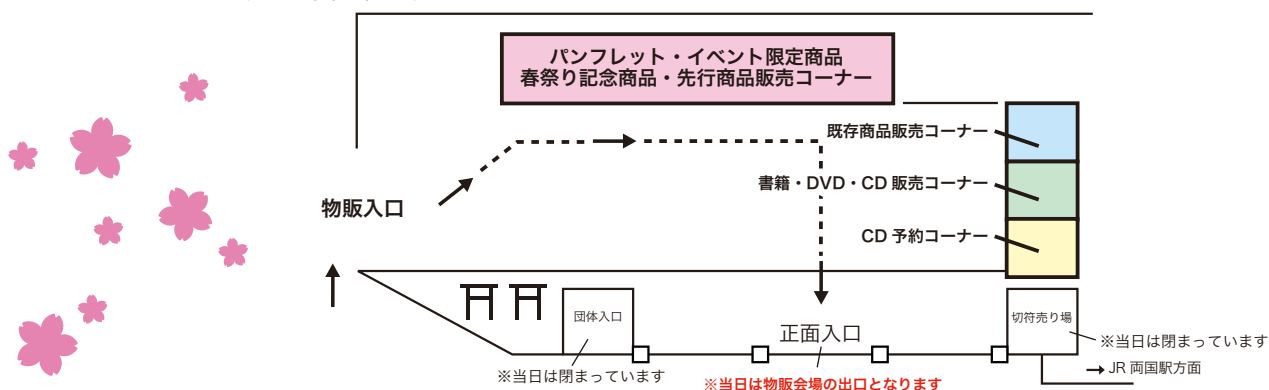 パンフレット・イベント限定商品
春祭り記念商品・先行商品販売コーナー
既存商品販売コーナー
書籍・DVD・CD 販売コーナー
物販入口
CD 予約コーナー
団体入口
正面入口
切符売り場
※当日は閉まっています
※当日は閉まっています
※当日は物販会場の出口となります
JR 両国駅方面